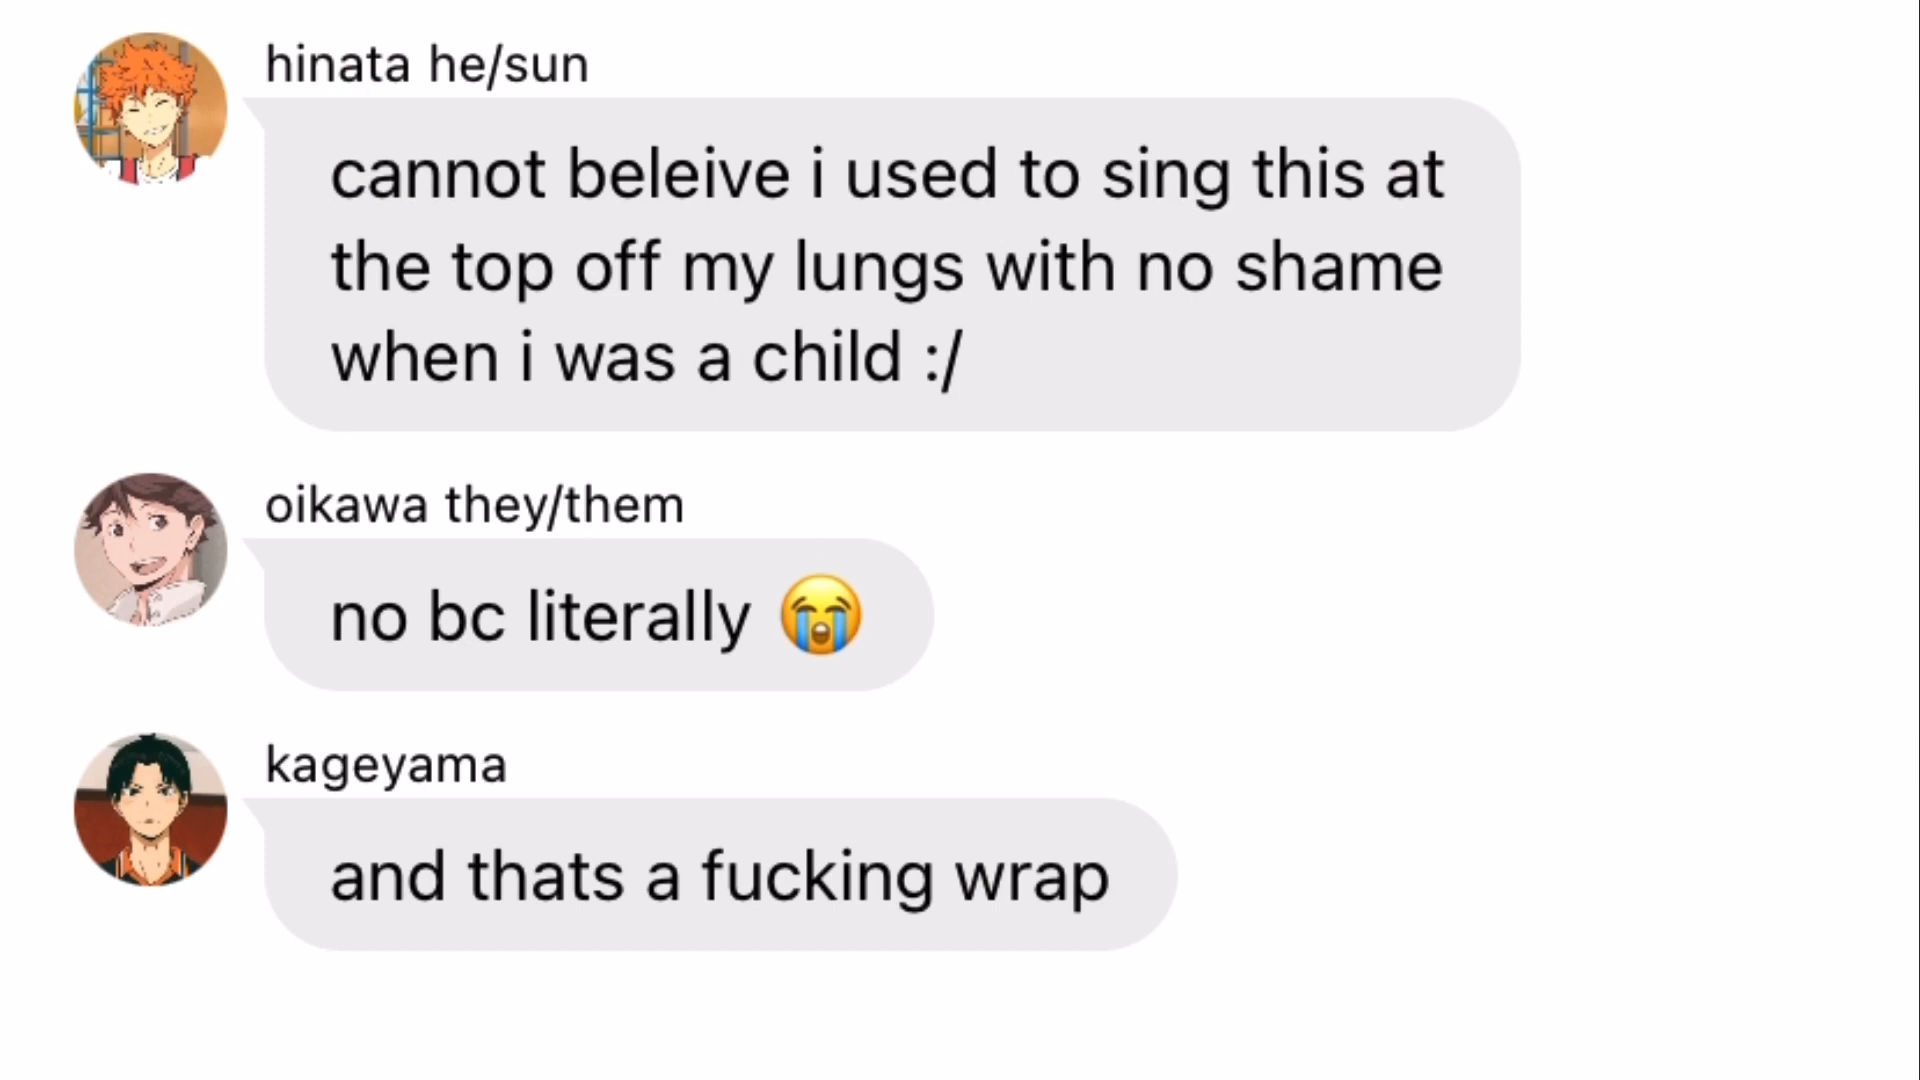 hinata he/sun
cannot beleive i used to sing this at
the top off my lungs with no shame
when i was a child :/
oikawa they/them
no bc literally 😭
kageyama
and thats a fucking wrap